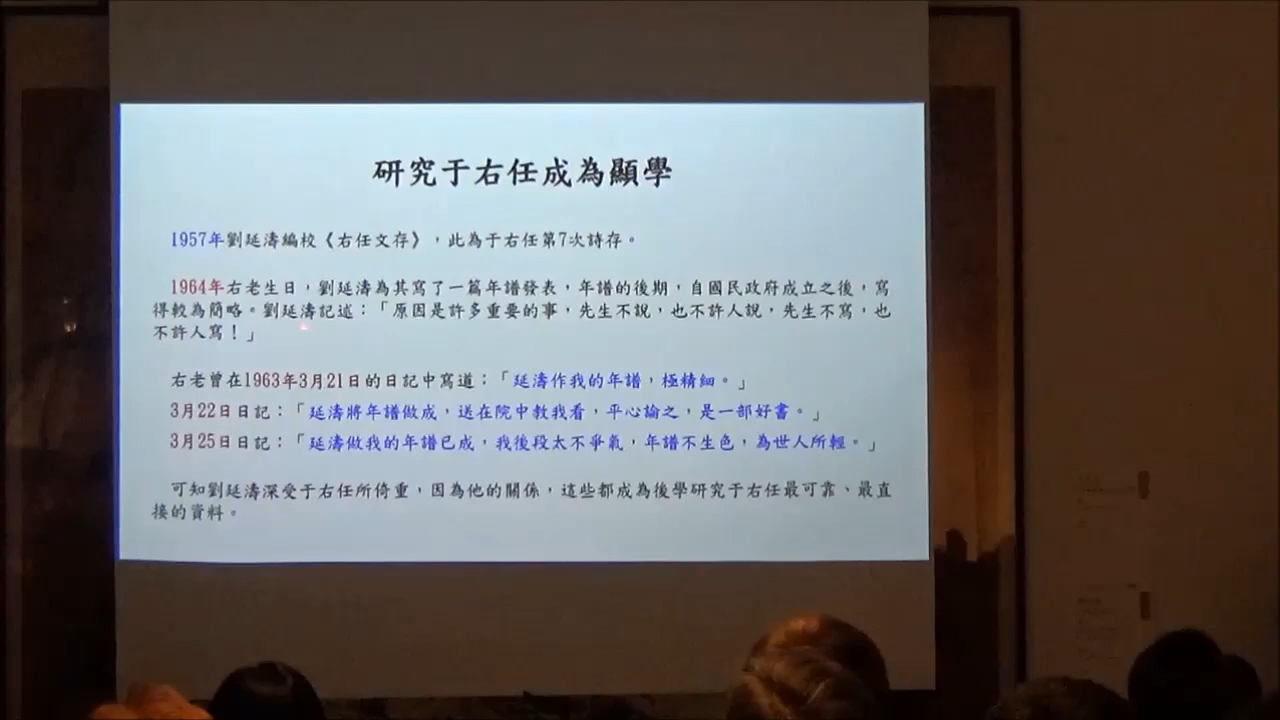 研究于右任成為顯學
1957年劉延濤編校《右任文存》，此為于右任第7次詩存。
1964年右老生日，劉延濤為其寫了一篇年譜發表，年譜的後期，自國民政府成立之後，寫
得較為簡略。劉延濤記述：「原因是許多重要的事，先生不說，也不許人說，先生不寫，也
不許人寫！」
右老曾在1963年3月21日的日記中寫道：「延濤作我的年譜，極精細。」
3月22日日記：「延濤將年譜做成，送在院中教我看，平心論之，是一部好書。」
3月25日日記：「延濤做我的年譜已成，我後段太不爭氣，年譜不生色，為世人所輕。」
可知劉延濤深受于右任所倚重，因為他的關係，這些都成為後學研究于右任最可靠、最直
接的資料。